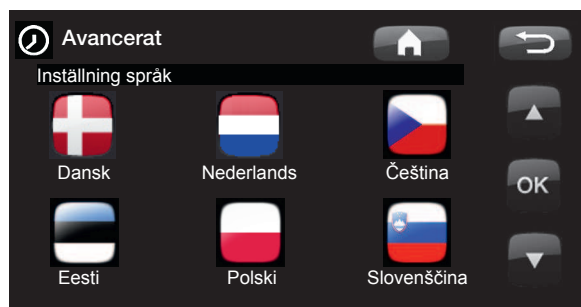 Avancerat
Inställning språk
Dansk Nederlands Čeština
OK
Eesti Polski Slovenščina